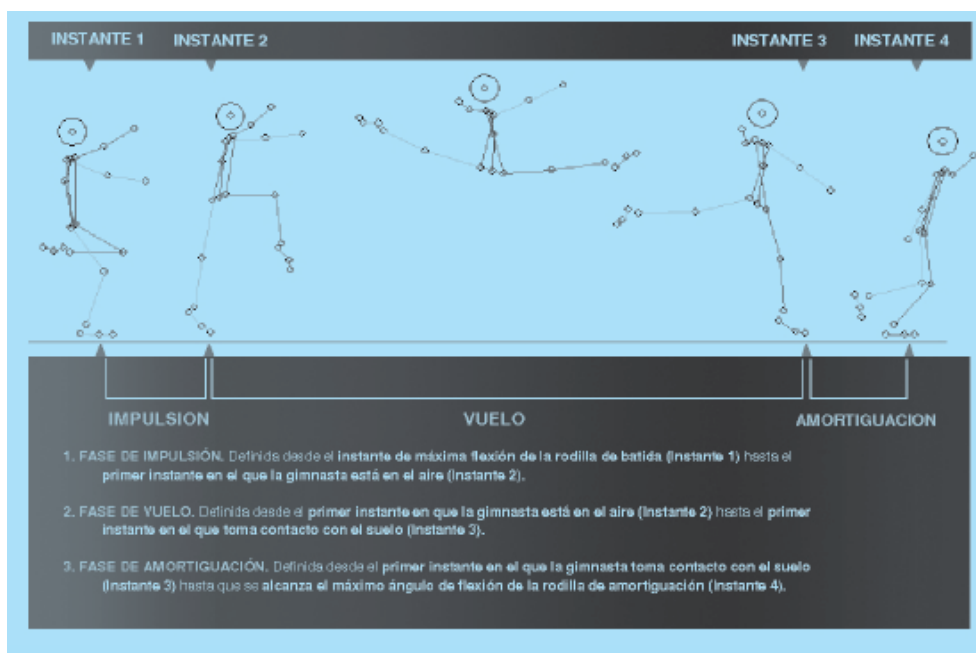 INSTANTE 1 INSTANTE 2 INSTANTE 3 INSTANTE 4
IMPULSION VUELO AMORTIGUACION
1. FASE DE IMPULSIÓN. Definida desde el instante de máxima flexión de la rodilla de batida (Instante 1) hasta el
primer instante en el que la gimnasta está en el aire (Instante 2).
2. FASE DE VUELO. Definida desde el primer instante en que la gimnasta está en el aire (Instante 2) hasta el primer
instante en el que toma contacto con el suelo (Instante 3).
3. FASE DE AMORTIGUACIÓN. Definida desde el primer instante en el que la gimnasta toma contacto con el suelo
(Instante 3) hasta que se alcanza el máximo ángulo de flexión de la rodilla de amortiguación (Instante 4).